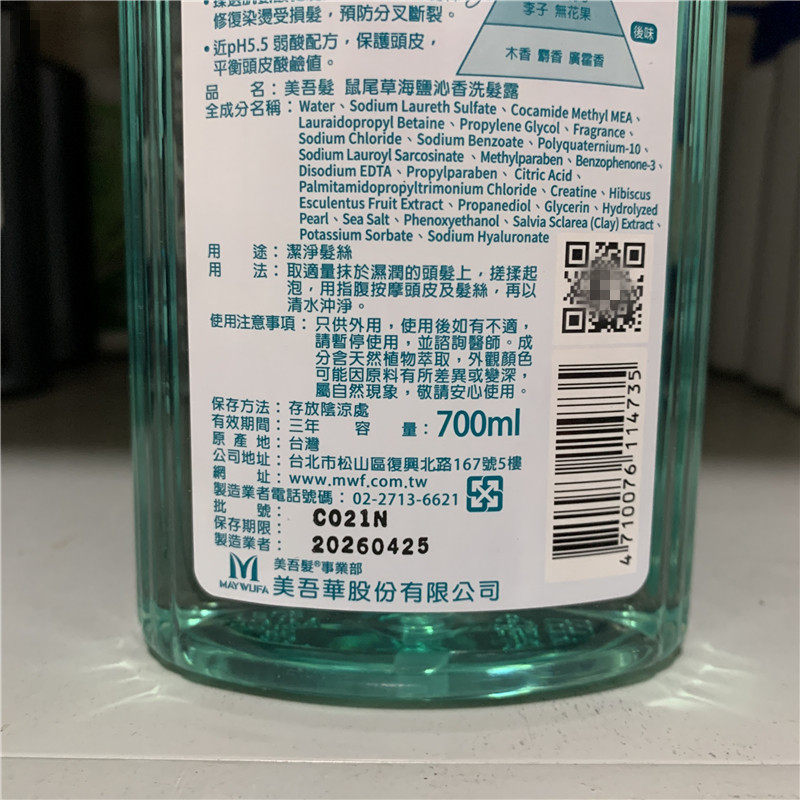 修復染燙受損髮，預防分叉斷裂。
•近pH5.5 弱酸配方，保護頭皮，
平衡頭皮酸鹼值。
李子 無花果
後味
木香 麝香 廣藿香
品　　名：美吾髮 鼠尾草海鹽沁香洗髮露
全成分名稱：Water、Sodium Laureth Sulfate、Cocamide Methyl MEA、
Lauraidopropyl Betaine、Propylene Glycol、Fragrance、
Sodium Chloride、Sodium Benzoate、Polyquaternium-10、
Sodium Lauroyl Sarcosinate、Methylparaben、Benzophenone-3、
Disodium EDTA、Propylparaben、Citric Acid、
Palmitamidopropyltrimonium Chloride、Creatine、Hibiscus
Esculentus Fruit Extract、Propanediol、Glycerin、Hydrolyzed
Pearl、Sea Salt、Phenoxyethanol、Salvia Sclarea (Clay) Extract、
Potassium Sorbate、Sodium Hyaluronate
用　　途：潔淨髮絲
用　　法：取適量抹於濕潤的頭髮上，搓揉起
泡，用指腹按摩頭皮及髮絲，再以
清水沖淨。
使用注意事項：只供外用，使用後如有不適，
請暫停使用，並諮詢醫師。成
分含天然植物萃取，外觀顏色
可能因原料有所差異或變深，
屬自然現象，敬請安心使用。
保存方法：存放陰涼處
有效期間：三年　容　　量：700ml
原 產 地：台灣
公司地址：台北市松山區復興北路167號5樓
網　　址：www.mwf.com.tw
製造業者電話號碼：02-2713-6621
批　　號：C021N
保存期限：20260425
製造業者：美吾髮®事業部
MAYWUFA 美吾華股份有限公司
4 710076 114735